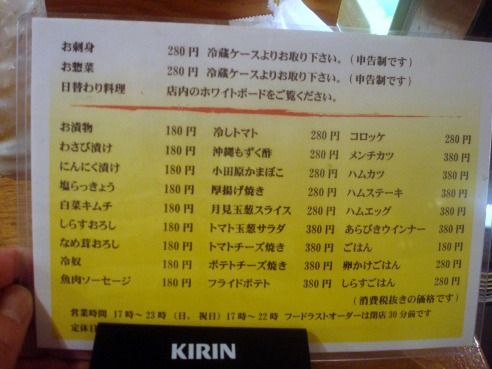 お刺身 280円 冷蔵ケースよりお取り下さい。(申告制です)
お惣菜 280円 冷蔵ケースよりお取り下さい。(申告制です)
日替わり料理 店内のホワイトボードをご覧ください。
お漬物 180円 冷しトマト 280円 コロッケ 280円
わさび漬け 180円 沖縄もずく酢 280円 メンチカツ 380円
にんにく漬け 180円 小田原かまぼこ 280円 ハムカツ 380円
塩らっきょう 180円 厚揚げ焼き 280円 ハムステーキ 380円
白菜キムチ 180円 月見玉葱スライス 280円 ハムエッグ 380円
しらすおろし 180円 トマト玉葱サラダ 380円 あらびきウインナー 380円
なめ茸おろし 180円 トマトチーズ焼き 380円 ごはん 180円
冷奴 180円 ポテトチーズ焼き 380円 卵かけごはん 280円
魚肉ソーセージ 180円 フライドポテト 380円 しらすごはん 380円
(消費税抜きの価格です)
営業時間 17時～23時 (日、祝日) 17時～22時 フードラストオーダーは閉店30分前です
定休日
KIRIN